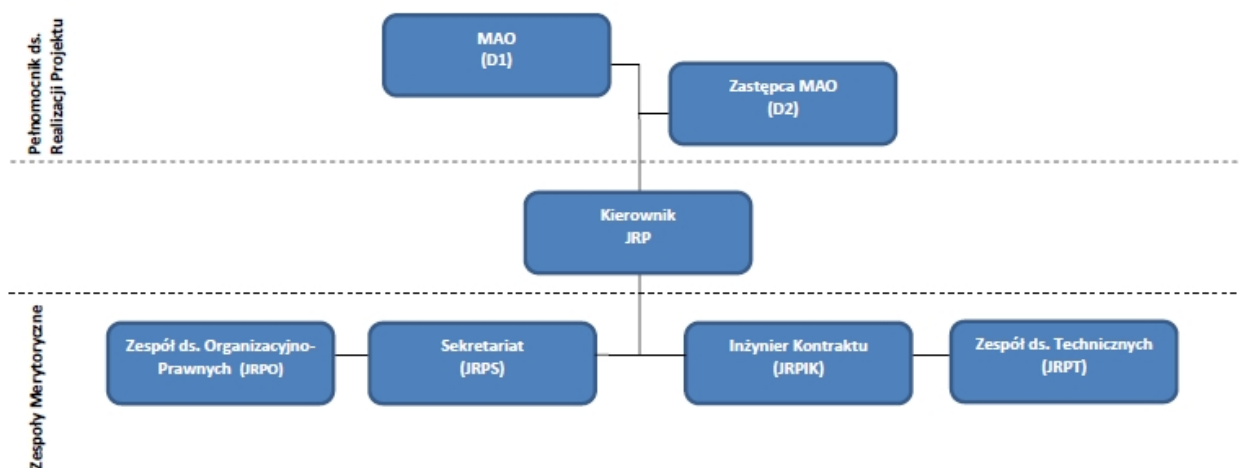 Pełnomocnik ds.
Realizacji Projektu
MAO
(D1)
Zastępca MAO
(D2)
Kierownik
JRP
Zespoły Merytoryczne
Zespół ds. Organizacyjno-
Prawnych (JRPO)
Sekretariat
(JRPS)
Inżynier Kontraktu
(JRPIK)
Zespół ds. Technicznych
(JRPT)